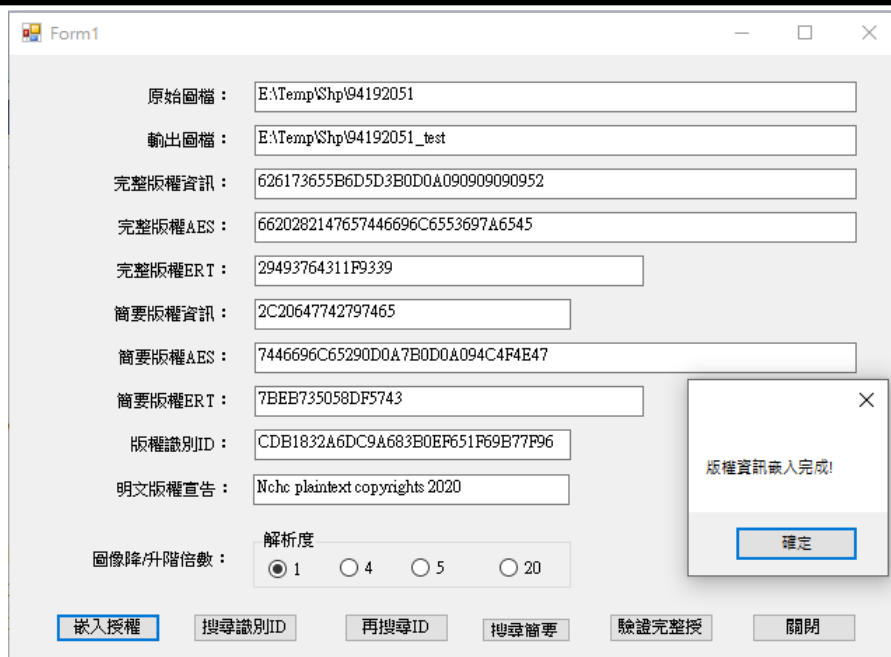 Form1
原始圖檔： E:\Temp\Shp\94192051
輸出圖檔： E:\Temp\Shp\94192051_test
完整版權資訊： 626173655B6D5D3B0D0A090909090952
完整版權AES： 6620282147657446696C6553697A6545
完整版權ERT： 29493764311F9339
簡要版權資訊： 2C20647742797465
簡要版權AES： 7446696C65290D0A7B0D0A094C4F4E47
簡要版權ERT： 7BEB735058DF5743
版權識別ID： CDB1832A6DC9A683B0EF651F69B77F96
明文版權宣告： Nchc plaintext copyrights 2020
版權資訊嵌入完成!
確定
解析度
圖像降/升階倍數： 1 4 5 20
嵌入授權 搜尋識別ID 再搜尋ID 搜尋簡要 驗證完整授 關閉